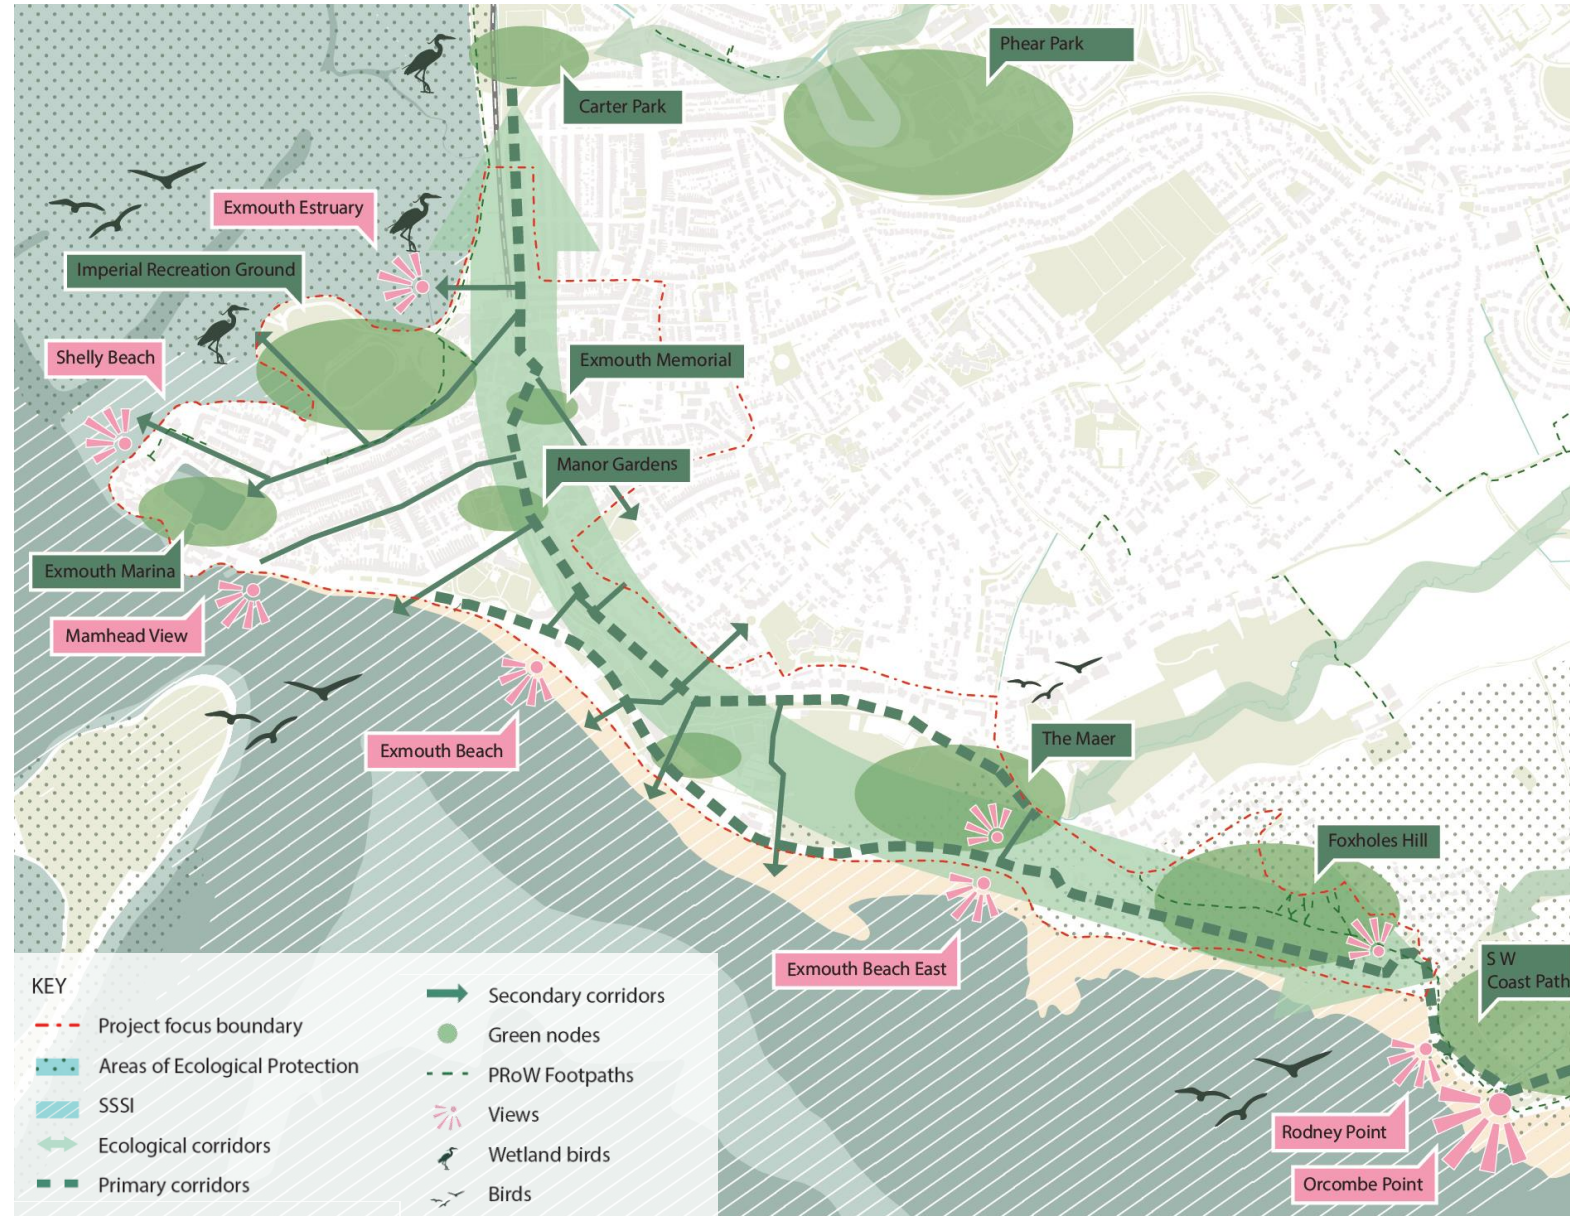 Phear Park
Carter Park
Exmouth Estruary
Imperial Recreation Ground
Shelly Beach
Exmouth Memorial
Manor Gardens
Exmouth Marina
Mamhead View
Exmouth Beach
The Maer
Foxholes Hill
Exmouth Beach East
S W
Coast Path
Rodney Point
Orcombe Point
KEY
Project focus boundary
Areas of Ecological Protection
SSSI
Ecological corridors
Primary corridors
Secondary corridors
Green nodes
PRoW Footpaths
Views
Wetland birds
Birds